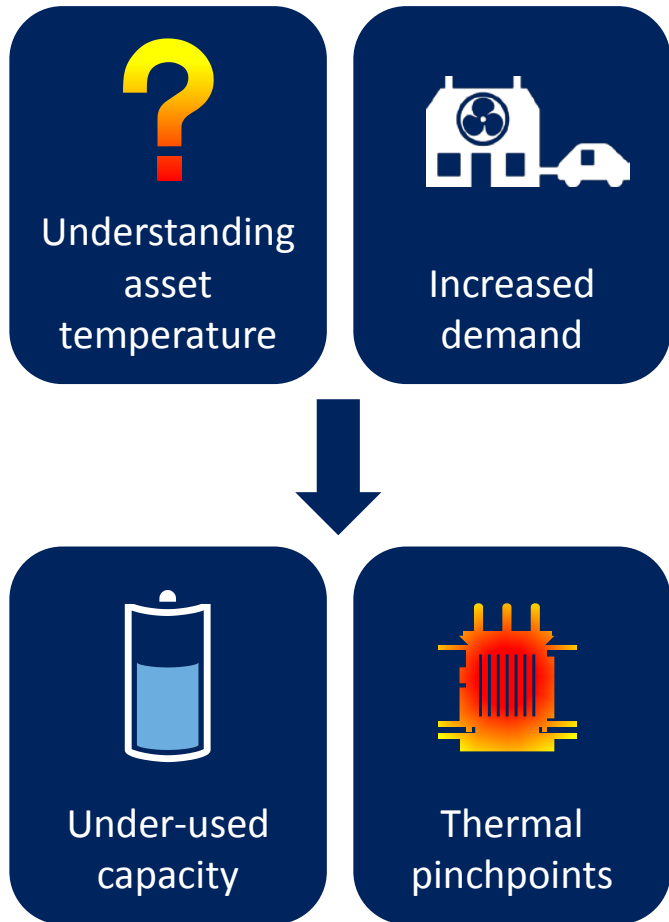 Understanding
asset
temperature
Increased
demand
Under-used
capacity
Thermal
pinchpoints